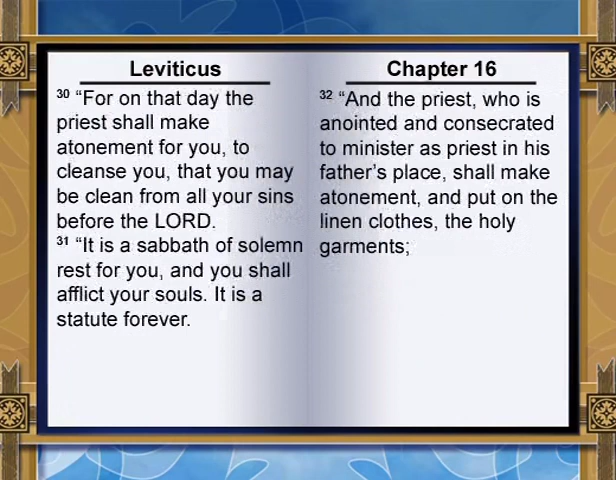 Leviticus
30 “For on that day the
priest shall make
atonement for you, to
cleanse you, that you may
be clean from all your sins
before the LORD.
31 “It is a sabbath of solemn
rest for you, and you shall
afflict your souls. It is a
statute forever.
Chapter 16
32 “And the priest, who is
anointed and consecrated
to minister as priest in his
father’s place, shall make
atonement, and put on the
linen clothes, the holy
garments;